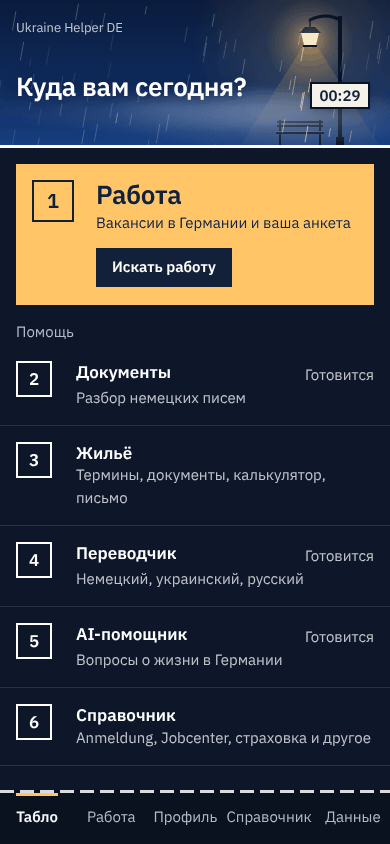 Ukraine Helper DE
Куда вам сегодня?
00:29
1
Работа
Вакансии в Германии и ваша анкета
Искать работу
Помощь
2
Документы
Готовится
Разбор немецких писем
3
Жильё
Термины, документы, калькулятор,
письмо
4
Переводчик
Готовится
Немецкий, украинский, русский
5
AI-помощник
Готовится
Вопросы о жизни в Германии
6
Справочник
Anmeldung, Jobcenter, страховка и другое
Табло Работа Профиль Справочник Данные